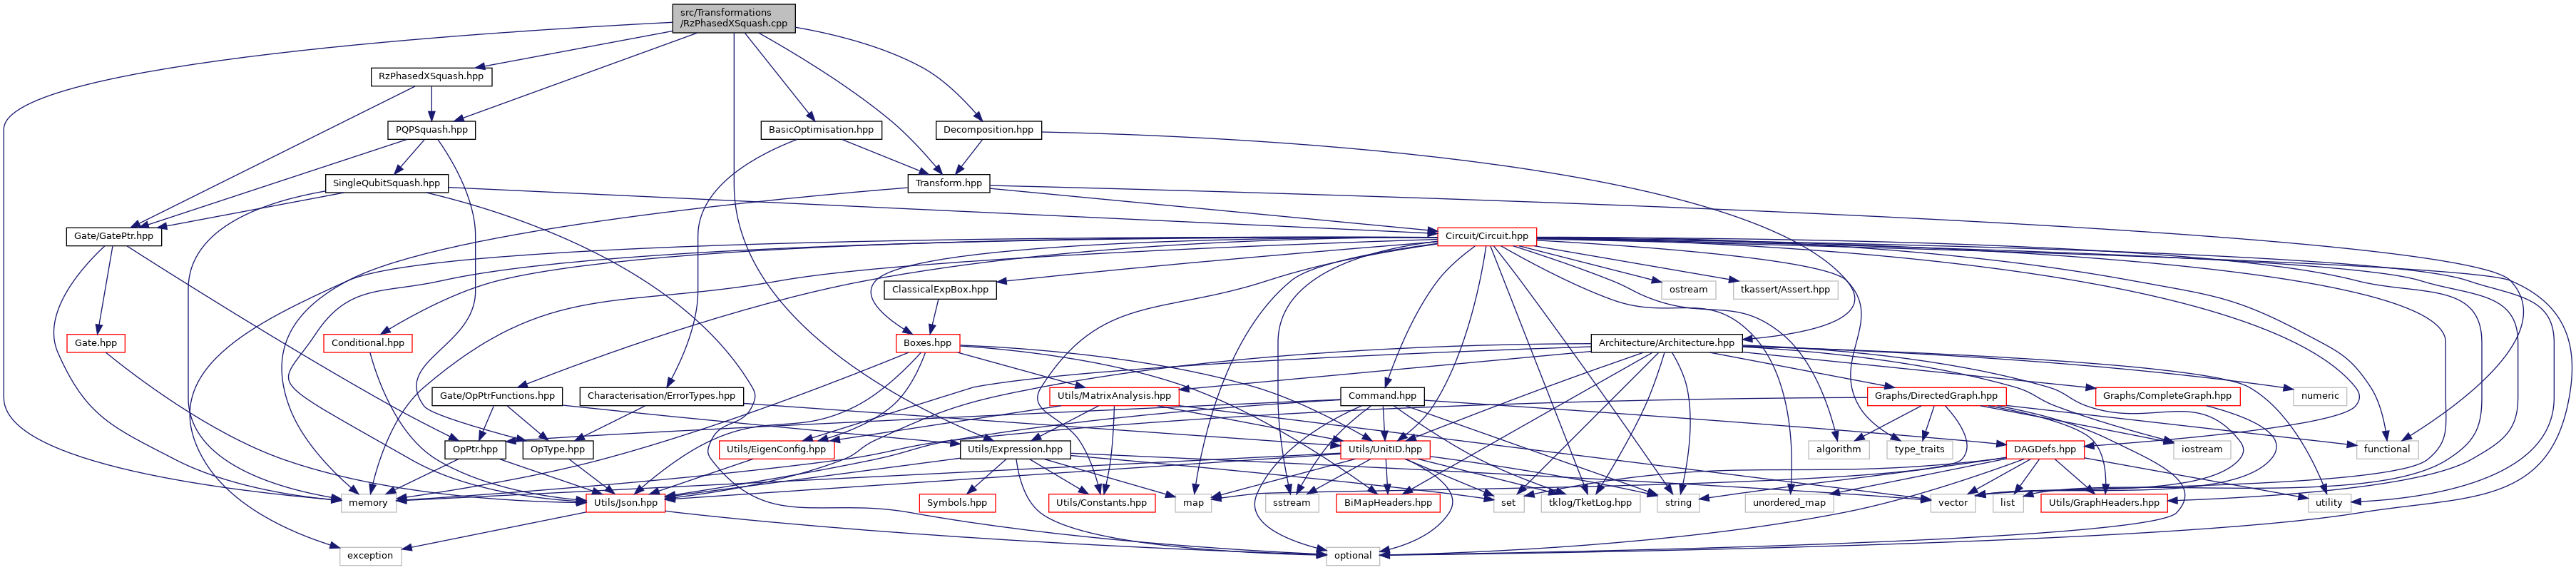 src/Transformations
/RzPhasedXSquash.cpp
RzPhasedXSquash.hpp
PQPSquash.hpp
BasicOptimisation.hpp
Decomposition.hpp
SingleQubitSquash.hpp
Transform.hpp
Gate/GatePtr.hpp
Circuit/Circuit.hpp
ClassicalExpBox.hpp
ostream
tkassert/Assert.hpp
Gate.hpp
Conditional.hpp
Boxes.hpp
Architecture/Architecture.hpp
Gate/OpPtrFunctions.hpp
Characterisation/ErrorTypes.hpp
Utils/MatrixAnalysis.hpp
Command.hpp
Graphs/DirectedGraph.hpp
Graphs/CompleteGraph.hpp
numeric
OpPtr.hpp
OpType.hpp
Utils/EigenConfig.hpp
Utils/Expression.hpp
Utils/UnitID.hpp
algorithm
type_traits
DAGDefs.hpp
iostream
functional
memory
Utils/Json.hpp
Symbols.hpp
Utils/Constants.hpp
map
sstream
BiMapHeaders.hpp
set
tklog/TketLog.hpp
string
unordered_map
vector
list
Utils/GraphHeaders.hpp
utility
exception
optional